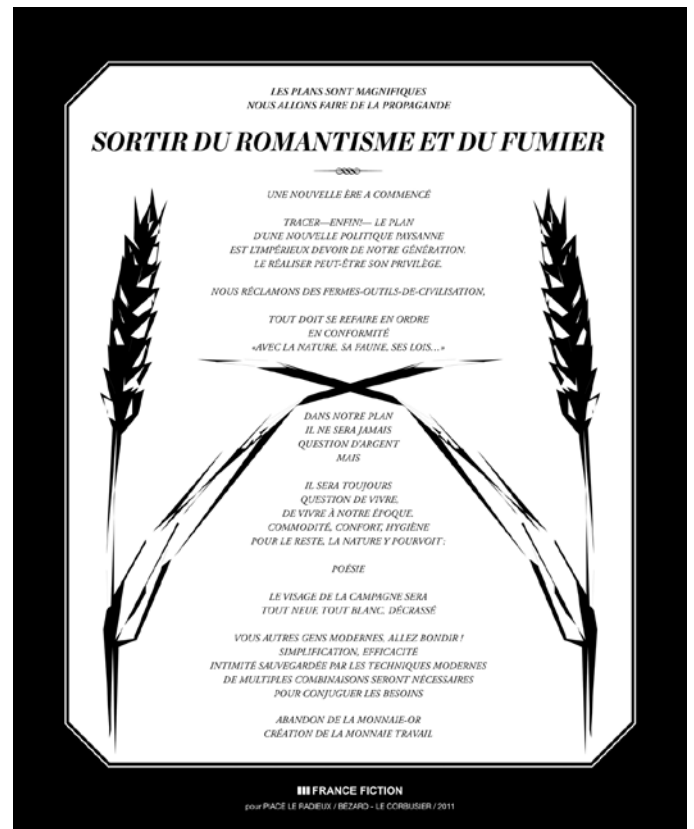 LES PLANS SONT MAGNIFIQUES
NOUS ALLONS FAIRE DE LA PROPAGANDE
SORTIR DU ROMANTISME ET DU FUMIER
UNE NOUVELLE ÈRE A COMMENCÉ
TRACER—ENFIN!— LE PLAN
D'UNE NOUVELLE POLITIQUE PAYSANNE
EST L'IMPÉRIEUX DEVOIR DE NOTRE GÉNÉRATION.
LE RÉALISER PEUT-ÊTRE SON PRIVILÈGE.
NOUS RÉCLAMONS DES FERMES-OUTILS-DE-CIVILISATION,
TOUT DOIT SE REFAIRE EN ORDRE
EN CONFORMITÉ
«AVEC LA NATURE, SA FAUNE, SES LOIS…»
DANS NOTRE PLAN
IL NE SERA JAMAIS
QUESTION D'ARGENT
MAIS
IL SERA TOUJOURS
QUESTION DE VIVRE,
DE VIVRE À NOTRE ÉPOQUE.
COMMODITÉ, CONFORT, HYGIÈNE
POUR LE RESTE, LA NATURE Y POURVOIT :
POÉSIE
LE VISAGE DE LA CAMPAGNE SERA
TOUT NEUF, TOUT BLANC, DÉCRASSÉ
VOUS AUTRES GENS MODERNES, ALLEZ BONDIR !
SIMPLIFICATION, EFFICACITÉ
INTIMITÉ SAUVEGARDÉE PAR LES TECHNIQUES MODERNES
DE MULTIPLES COMBINAISONS SERONT NÉCESSAIRES
POUR CONJUGUER LES BESOINS
ABANDON DE LA MONNAIE-OR
CRÉATION DE LA MONNAIE TRAVAIL
FRANCE FICTION
pour PIACÉ LE RADIEUX / BÉZARD - LE CORBUSIER / 2011